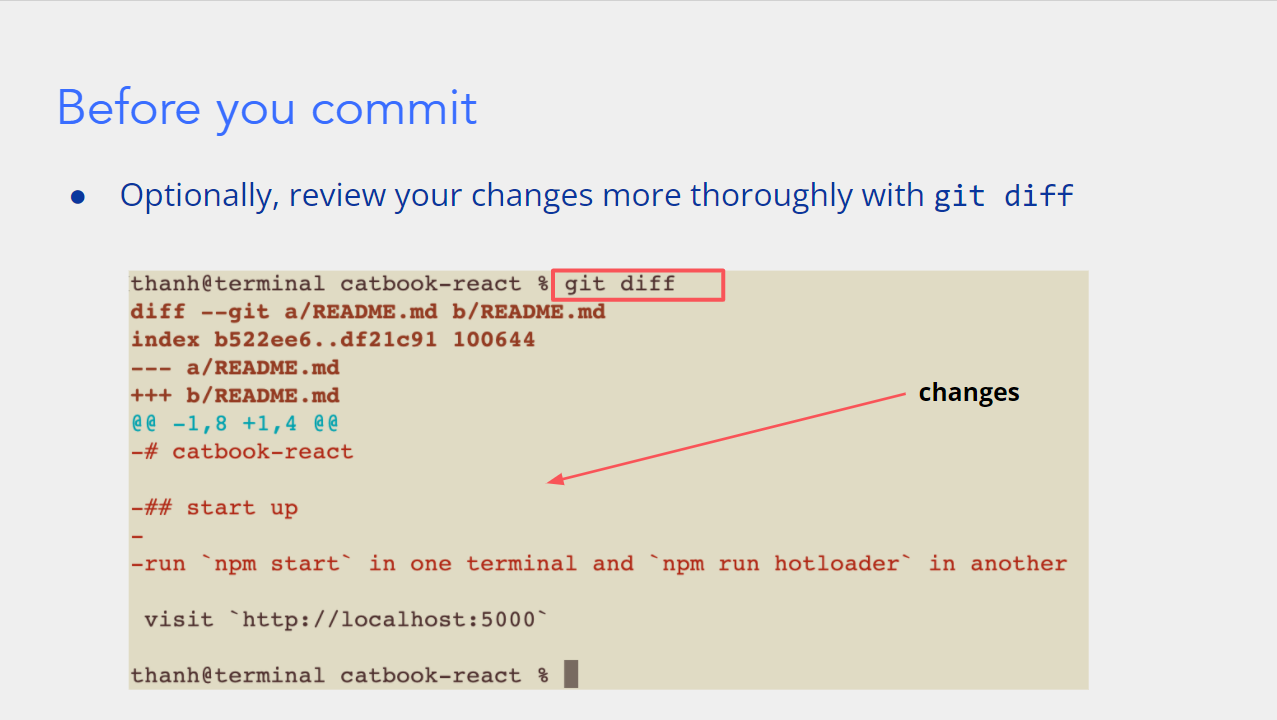 Before you commit
● Optionally, review your changes more thoroughly with git diff
thanh@terminal catbook-react % git diff
diff --git a/README.md b/README.md
index b522ee6..df21c91 100644
--- a/README.md
+++ b/README.md
@@ -1,8 +1,4 @@
-# catbook-react
-## start up
-
-run `npm start` in one terminal and `npm run hotloader` in another
visit `http://localhost:5000`
thanh@terminal catbook-react %
changes